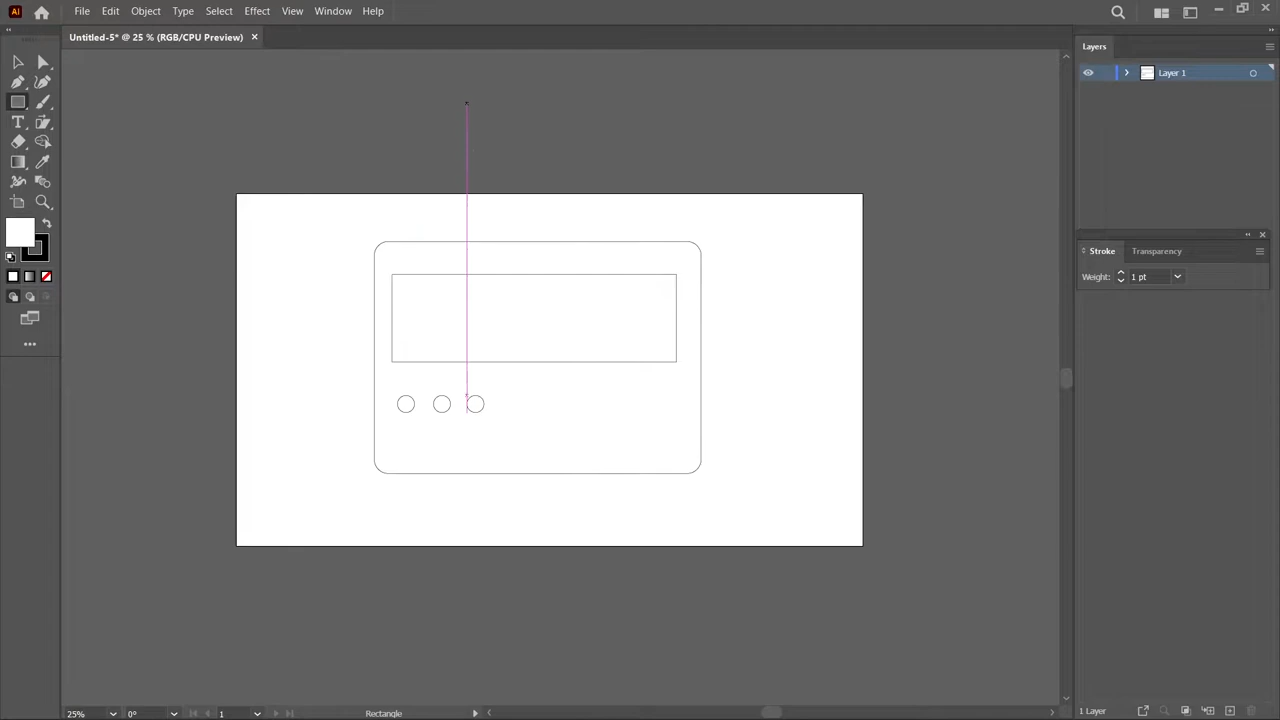 Ai File Edit Object Type Select Effect View Window Help
Untitled-5* @ 25 % (RGB/CPU Preview)
Layers
Layer 1
T
Stroke Transparency
Weight: 1 pt
25% 0° 1 Rectangle
1 Layer